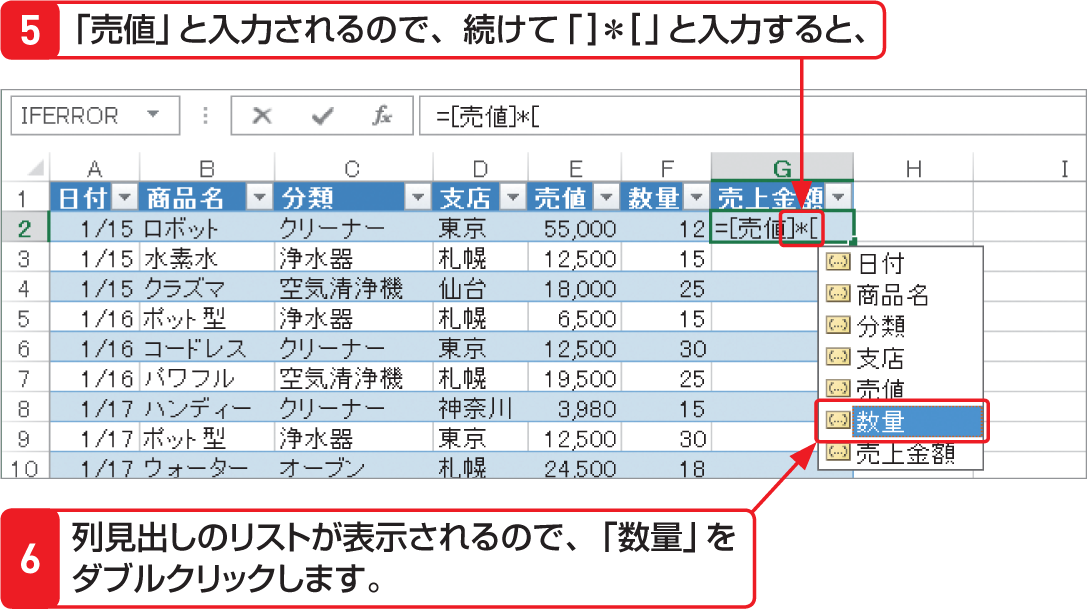 5 「売値」と入力されるので、続けて「]＊[」と入力すると、
IFERROR =[売値]*[
A B C D E F G H I
1 日付 商品名 分類 支店 売値 数量 売上金額
2 1/15 ロボット クリーナー 東京 55,000 12 =[売値]*[
3 1/15 水素水 浄水器 札幌 12,500 15
4 1/15 クラズマ 空気清浄機 仙台 18,000 25
5 1/16 ポット型 浄水器 札幌 6,500 15
6 1/16 コードレス クリーナー 東京 12,500 30
7 1/16 パワフル 空気清浄機 札幌 19,500 25
8 1/17 ハンディー クリーナー 神奈川 3,980 15
9 1/17 ポット型 浄水器 東京 12,500 30
10 1/17 ウォーター オーブン 札幌 24,500 18
日付
商品名
分類
支店
売値
数量
売上金額
6 列見出しのリストが表示されるので、「数量」を
ダブルクリックします。